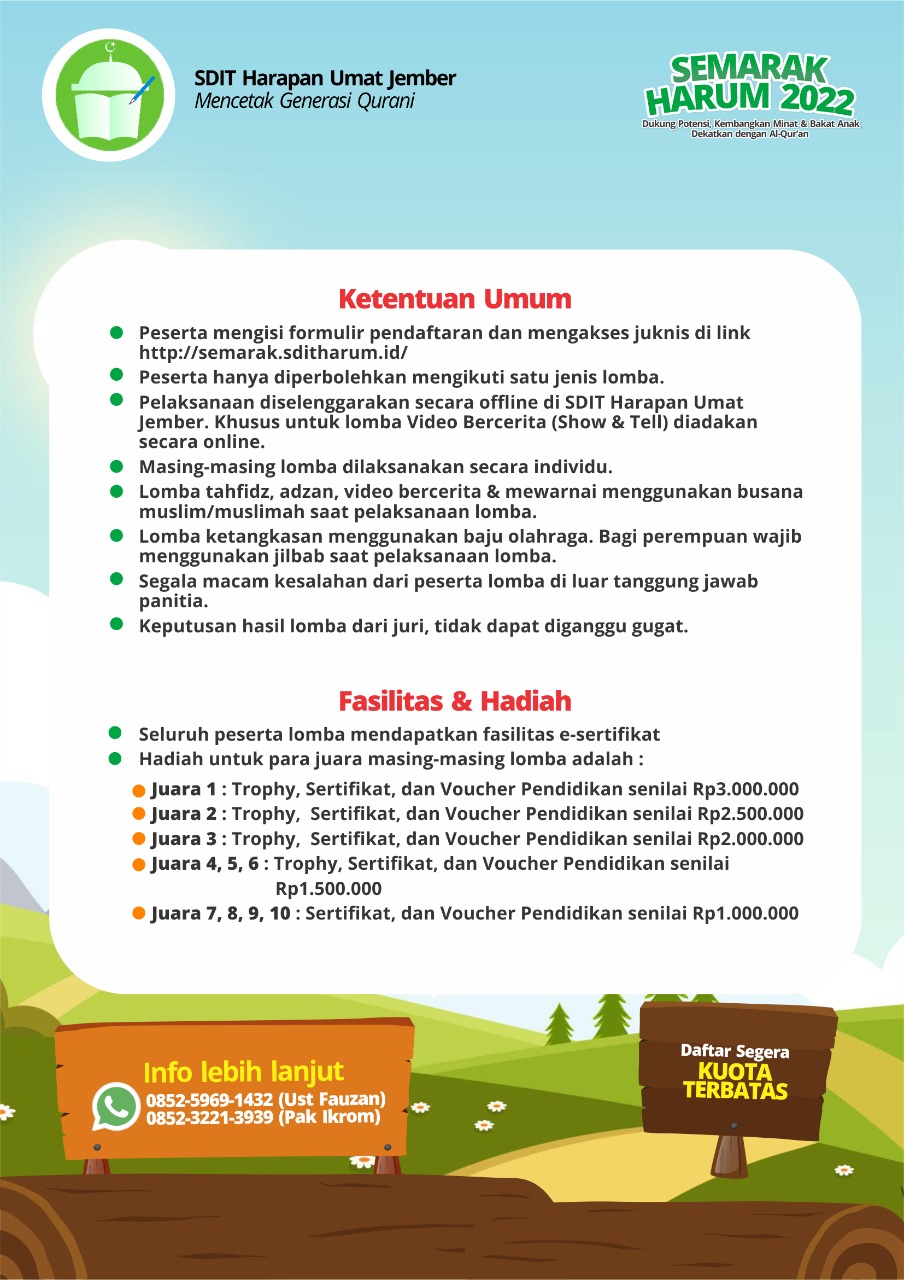 SDIT Harapan Umat Jember
Mencetak Generasi Qurani
SEMARAK
HARUM 2022
Dukung Potensi, Kembangkan Minat & Bakat Anak
Dekatkan dengan Al-Qur'an
Ketentuan Umum
Peserta mengisi formulir pendaftaran dan mengakses juknis di link
http://semarak.sditharum.id/
Peserta hanya diperbolehkan mengikuti satu jenis lomba.
Pelaksanaan diselenggarakan secara offline di SDIT Harapan Umat
Jember. Khusus untuk lomba Video Bercerita (Show & Tell) diadakan
secara online.
Masing-masing lomba dilaksanakan secara individu.
Lomba tahfidz, adzan, video bercerita & mewarnai menggunakan busana
muslim/muslimah saat pelaksanaan lomba.
Lomba ketangkasan menggunakan baju olahraga. Bagi perempuan wajib
menggunakan jilbab saat pelaksanaan lomba.
Segala macam kesalahan dari peserta lomba di luar tanggung jawab
panitia.
Keputusan hasil lomba dari juri, tidak dapat diganggu gugat.
Fasilitas & Hadiah
Seluruh peserta lomba mendapatkan fasilitas e-sertifikat
Hadiah untuk para juara masing-masing lomba adalah :
Juara 1 : Trophy, Sertifikat, dan Voucher Pendidikan senilai Rp3.000.000
Juara 2 : Trophy, Sertifikat, dan Voucher Pendidikan senilai Rp2.500.000
Juara 3 : Trophy, Sertifikat, dan Voucher Pendidikan senilai Rp2.000.000
Juara 4, 5, 6 : Trophy, Sertifikat, dan Voucher Pendidikan senilai
Rp1.500.000
Juara 7, 8, 9, 10 : Sertifikat, dan Voucher Pendidikan senilai Rp1.000.000
Info lebih lanjut
0852-5969-1432 (Ust Fauzan)
0852-3221-3939 (Pak Ikrom)
Daftar Segera
KUOTA
TERBATAS